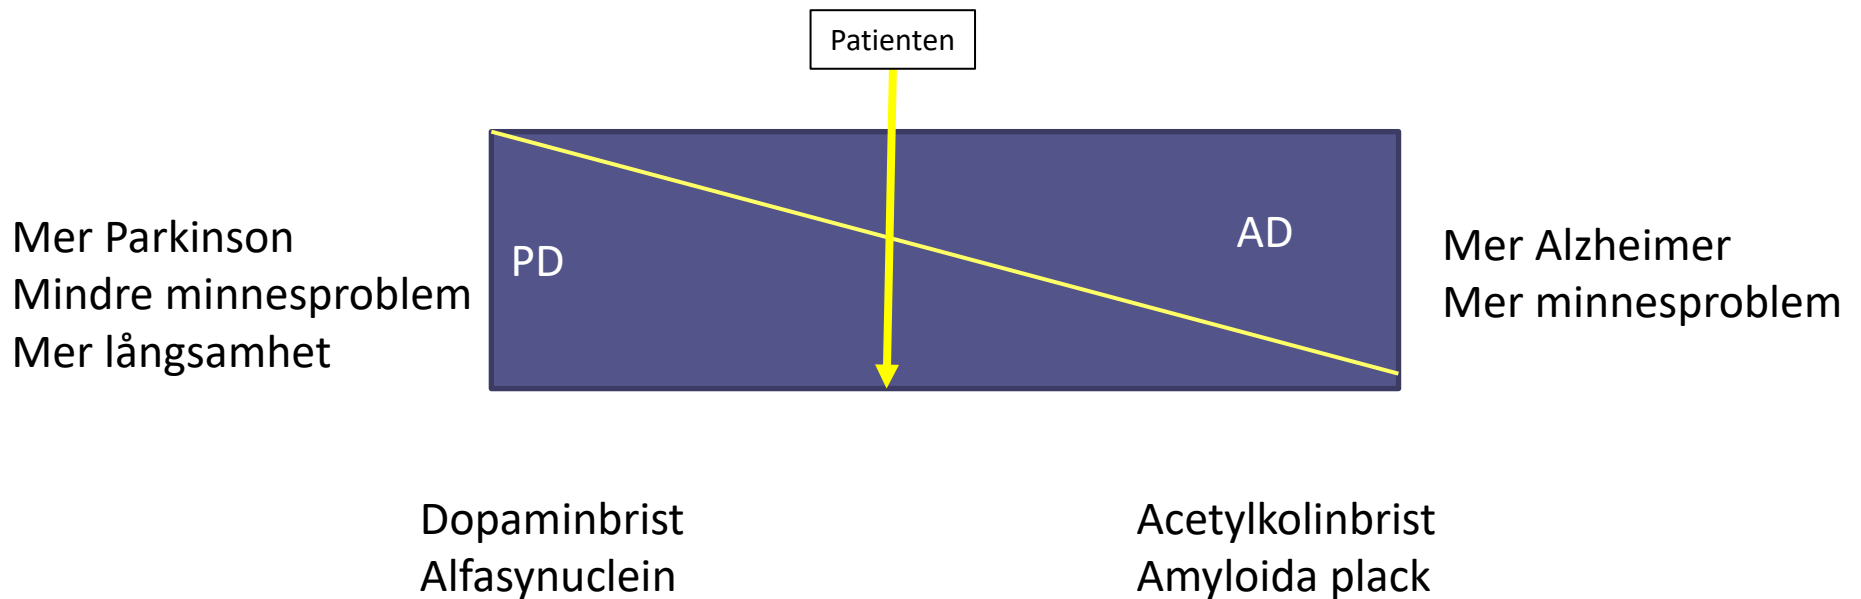 Patienten
Mer Parkinson
Mindre minnesproblem
Mer långsamhet
PD
AD
Mer Alzheimer
Mer minnesproblem
Dopaminbrist
Alfasynuclein
Acetylkolinbrist
Amyloida plack